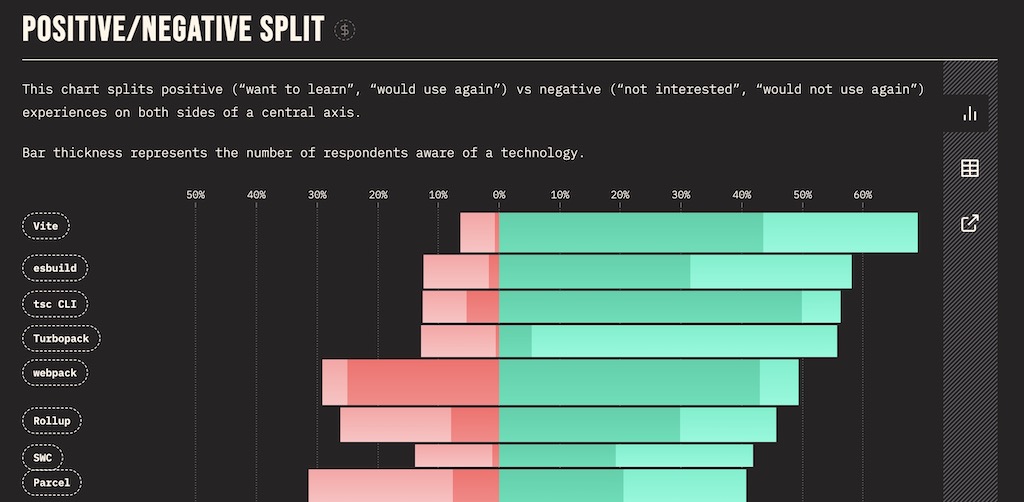 POSITIVE/NEGATIVE SPLIT $
This chart splits positive (“want to learn”, “would use again”) vs negative (“not interested”, “would not use again”)
experiences on both sides of a central axis.
Bar thickness represents the number of respondents aware of a technology.
50% 40% 30% 20% 10% 0% 10% 20% 30% 40% 50% 60%
Vite
esbuild
tsc CLI
Turbopack
webpack
Rollup
SWC
Parcel